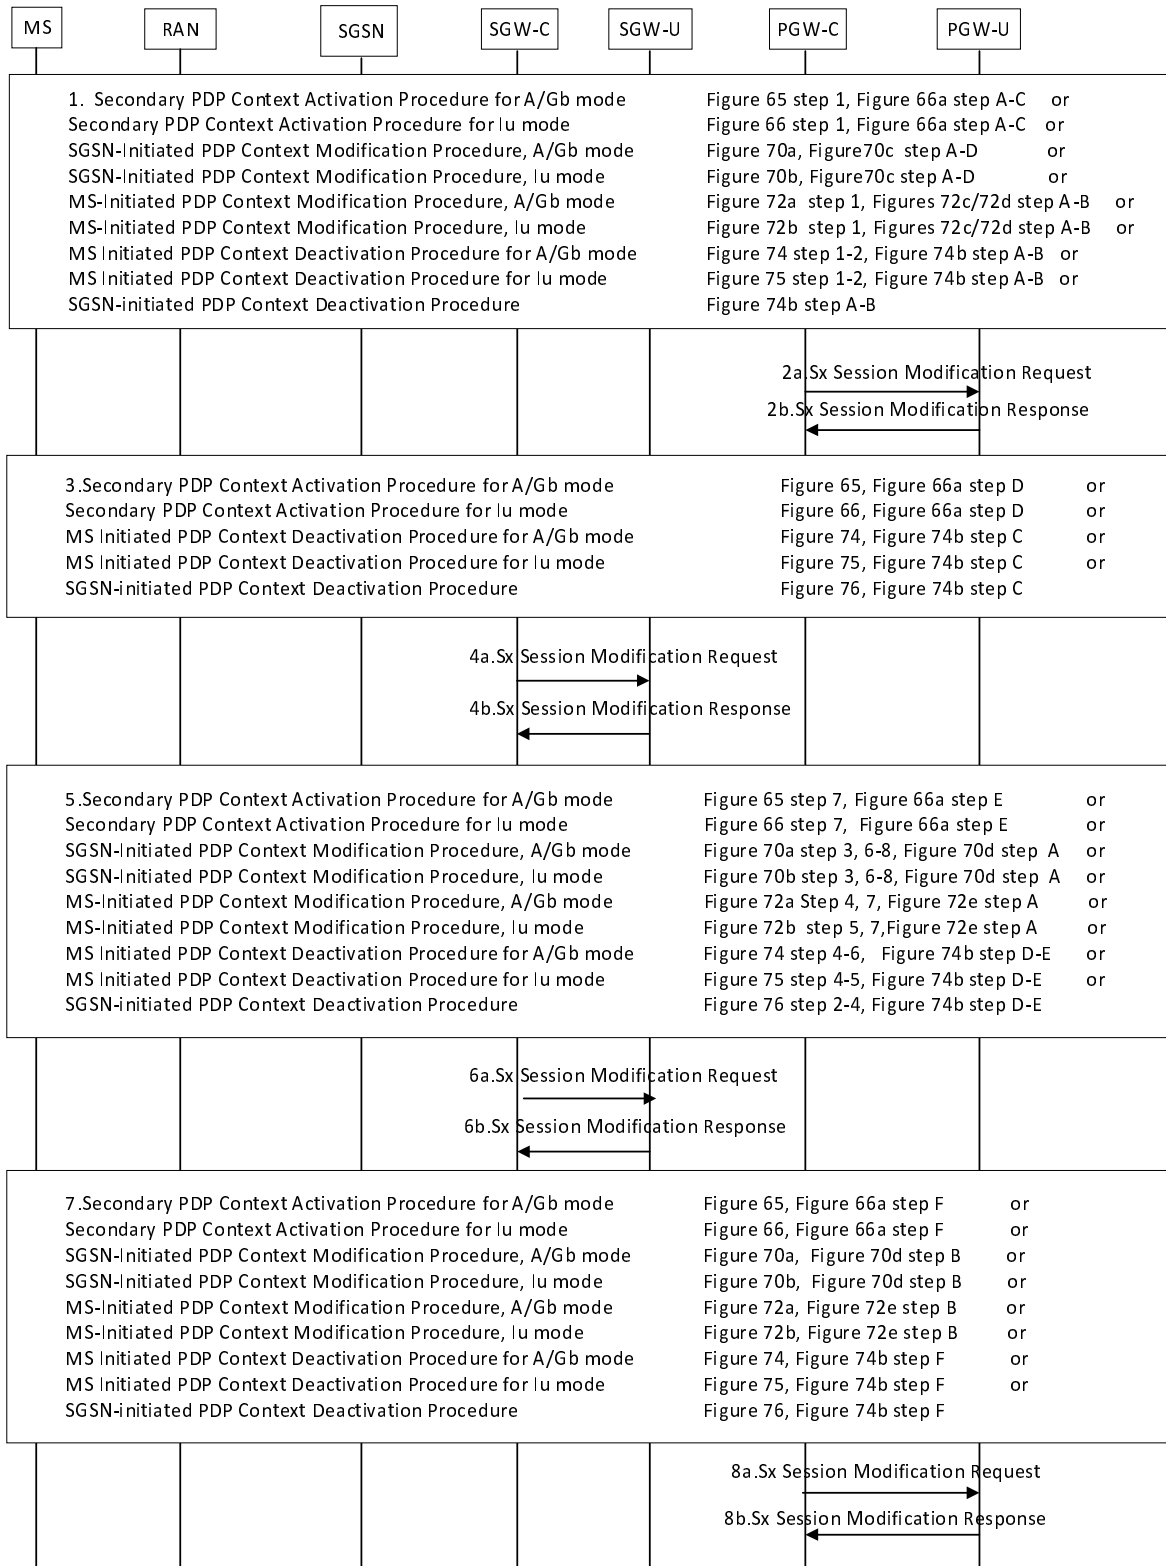 MS RAN SGSN SGW-C SGW-U PGW-C PGW-U
1. Secondary PDP Context Activation Procedure for A/Gb mode Figure 65 step 1, Figure 66a step A-C or
Secondary PDP Context Activation Procedure for Iu mode Figure 66 step 1, Figure 66a step A-C or
SGSN-Initiated PDP Context Modification Procedure, A/Gb mode Figure 70a, Figure70c step A-D or
SGSN-Initiated PDP Context Modification Procedure, Iu mode Figure 70b, Figure70c step A-D or
MS-Initiated PDP Context Modification Procedure, A/Gb mode Figure 72a step 1, Figures 72c/72d step A-B or
MS-Initiated PDP Context Modification Procedure, Iu mode Figure 72b step 1, Figures 72c/72d step A-B or
MS Initiated PDP Context Deactivation Procedure for A/Gb mode Figure 74 step 1-2, Figure 74b step A-B or
MS Initiated PDP Context Deactivation Procedure for Iu mode Figure 75 step 1-2, Figure 74b step A-B or
SGSN-initiated PDP Context Deactivation Procedure Figure 74b step A-B
2a.Sx Session Modification Request
2b.Sx Session Modification Response
3.Secondary PDP Context Activation Procedure for A/Gb mode Figure 65, Figure 66a step D or
Secondary PDP Context Activation Procedure for Iu mode Figure 66, Figure 66a step D or
MS Initiated PDP Context Deactivation Procedure for A/Gb mode Figure 74, Figure 74b step C or
MS Initiated PDP Context Deactivation Procedure for Iu mode Figure 75, Figure 74b step C or
SGSN-initiated PDP Context Deactivation Procedure Figure 76, Figure 74b step C
4a.Sx Session Modification Request
4b.Sx Session Modification Response
5.Secondary PDP Context Activation Procedure for A/Gb mode Figure 65 step 7, Figure 66a step E or
Secondary PDP Context Activation Procedure for Iu mode Figure 66 step 7, Figure 66a step E or
SGSN-Initiated PDP Context Modification Procedure, A/Gb mode Figure 70a step 3, 6-8, Figure 70d step A or
SGSN-Initiated PDP Context Modification Procedure, Iu mode Figure 70b step 3, 6-8, Figure 70d step A or
MS-Initiated PDP Context Modification Procedure, A/Gb mode Figure 72a Step 4, 7, Figure 72e step A or
MS-Initiated PDP Context Modification Procedure, Iu mode Figure 72b step 5, 7,Figure 72e step A or
MS Initiated PDP Context Deactivation Procedure for A/Gb mode Figure 74 step 4-5, Figure 74b step D-E or
MS Initiated PDP Context Deactivation Procedure for Iu mode Figure 75 step 4-5, Figure 74b step D-E or
SGSN-initiated PDP Context Deactivation Procedure Figure 76 step 2-4, Figure 74b step D-E
6a.Sx Session Modification Request
6b.Sx Session Modification Response
7.Secondary PDP Context Activation Procedure for A/Gb mode Figure 65, Figure 66a step F or
Secondary PDP Context Activation Procedure for Iu mode Figure 66, Figure 66a step F or
SGSN-Initiated PDP Context Modification Procedure, A/Gb mode Figure 70a, Figure 70d step B or
SGSN-Initiated PDP Context Modification Procedure, Iu mode Figure 70b, Figure 70d step B or
MS-Initiated PDP Context Modification Procedure, A/Gb mode Figure 72a, Figure 72e step B or
MS-Initiated PDP Context Modification Procedure, Iu mode Figure 72b, Figure 72e step B or
MS Initiated PDP Context Deactivation Procedure for A/Gb mode Figure 74, Figure 74b step F or
MS Initiated PDP Context Deactivation Procedure for Iu mode Figure 75, Figure 74b step F or
SGSN-initiated PDP Context Deactivation Procedure Figure 76, Figure 74b step F
8a.Sx Session Modification Request
8b.Sx Session Modification Response